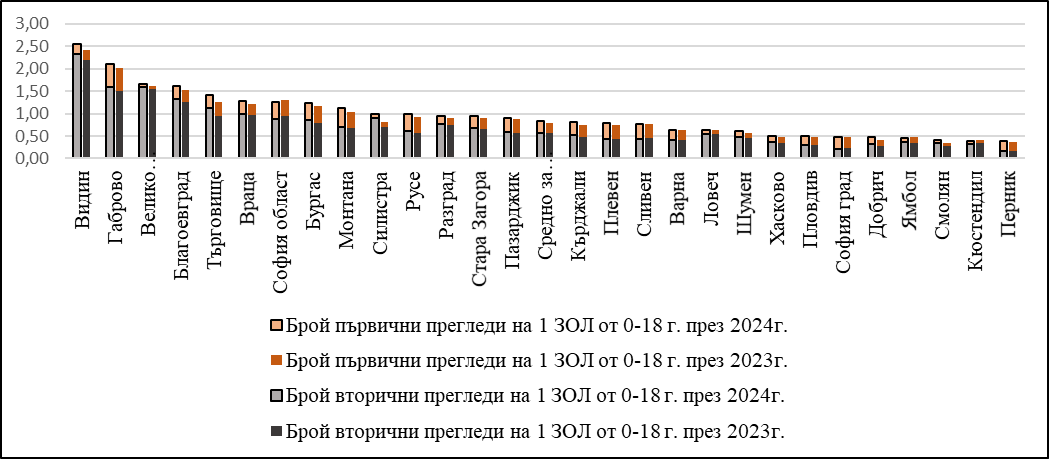 3,00
2,50
2,00
1,50
1,00
0,50
0,00
Видин
Габрово
Велико…
Благоевград
Търговище
Враца
София област
Бургас
Монтана
Силистра
Русе
Разград
Стара Загора
Пазарджик
Средно за…
Кърджали
Плевен
Сливен
Варна
Ловеч
Шумен
Хасково
Пловдив
София град
Добрич
Ямбол
Смолян
Кюстендил
Перник
Брой първични прегледи на 1 ЗОЛ от 0-18 г. през 2024г.
Брой първични прегледи на 1 ЗОЛ от 0-18 г. през 2023г.
Брой вторични прегледи на 1 ЗОЛ от 0-18 г. през 2024г.
Брой вторични прегледи на 1 ЗОЛ от 0-18 г. през 2023г.